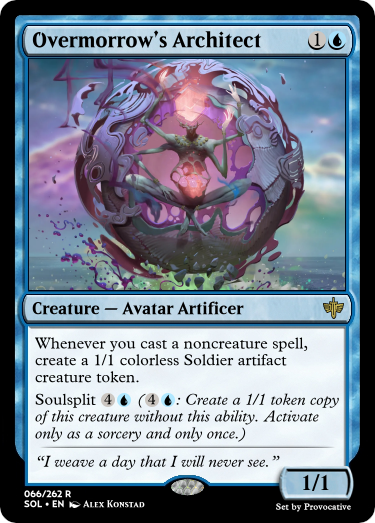 Overmorrow's Architect 1
Creature — Avatar Artificer
Whenever you cast a noncreature spell,
create a 1/1 colorless Soldier artifact
creature token.
Soulsplit 4 (4: Create a 1/1 token copy
of this creature without this ability. Activate
only as a sorcery and only once.)
“I weave a day that I will never see.”
1/1
066/262 R
SOL • EN Alex Konstad
Set by Provocative